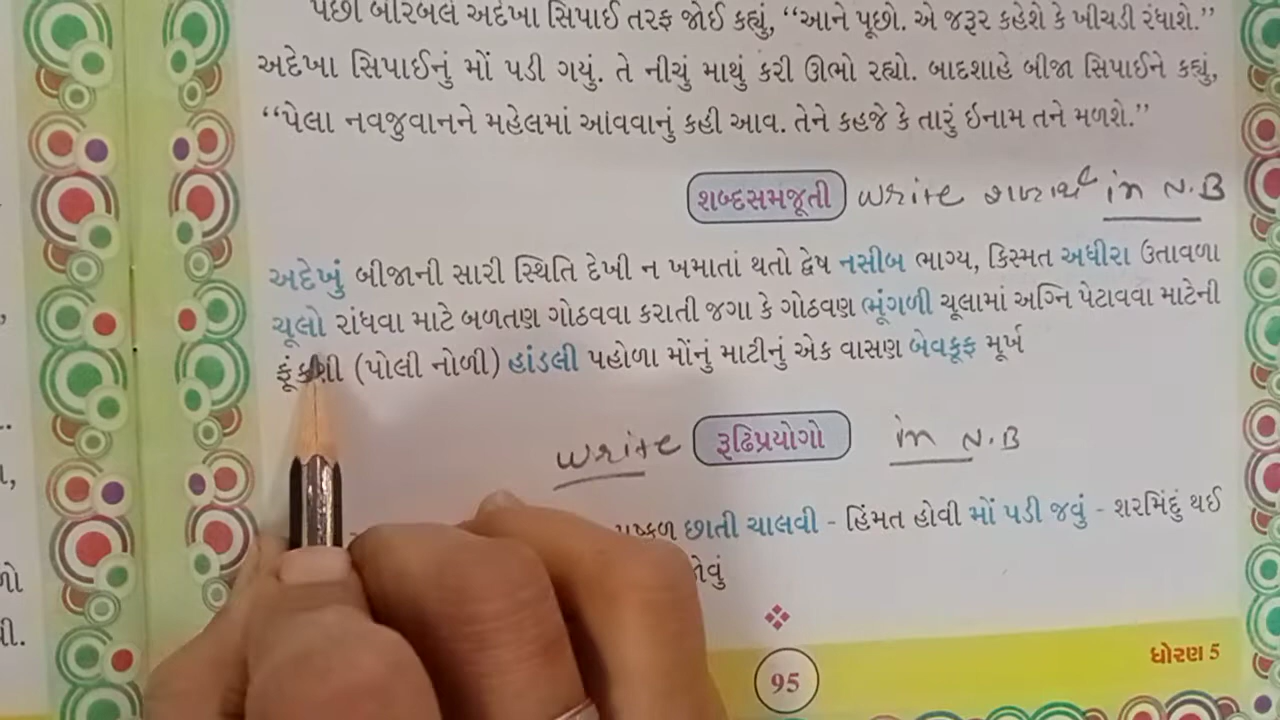 પછી બીરબલે અદેખા સિપાઈ તરફ જોઈ કહ્યું, “આને પૂછો. એ જરૂર કહેશે કે ખીચડી રંધાશે.”
અદેખા સિપાઈનું મોં પડી ગયું. તે નીચું માથું કરી ઊભો રહ્યો. બાદશાહે બીજા સિપાઈને કહ્યું,
“પેલા નવજુવાનને મહેલમાં આવવાનું કહી આવ. તેને કહજે કે તારું ઇનામ તને મળશે.”
શબ્દસમજૂતી write શબ્દાર્થ in N.B
અદેખું બીજાની સારી સ્થિતિ દેખી ન ખમાતાં થતો દ્વેષ નસીબ ભાગ્ય, કિસ્મત અધીરા ઉતાવળા
ચૂલો રાંધવા માટે બળતણ ગોઠવવા કરાતી જગા કે ગોઠવણ ભૂંગળી ચૂલામાં અગ્નિ પેટાવવા માટેની
ફૂંકણી (પોલી નોળી) હાંડલી પહોળા મોંનું માટીનું એક વાસણ બેવકૂફ મૂર્ખ
write રૂઢિપ્રયોગો in N.B
છાતી ચાલવી - હિંમત હોવી મોં પડી જવું - શરમિંદું થઈ
ધોરણ 5
95